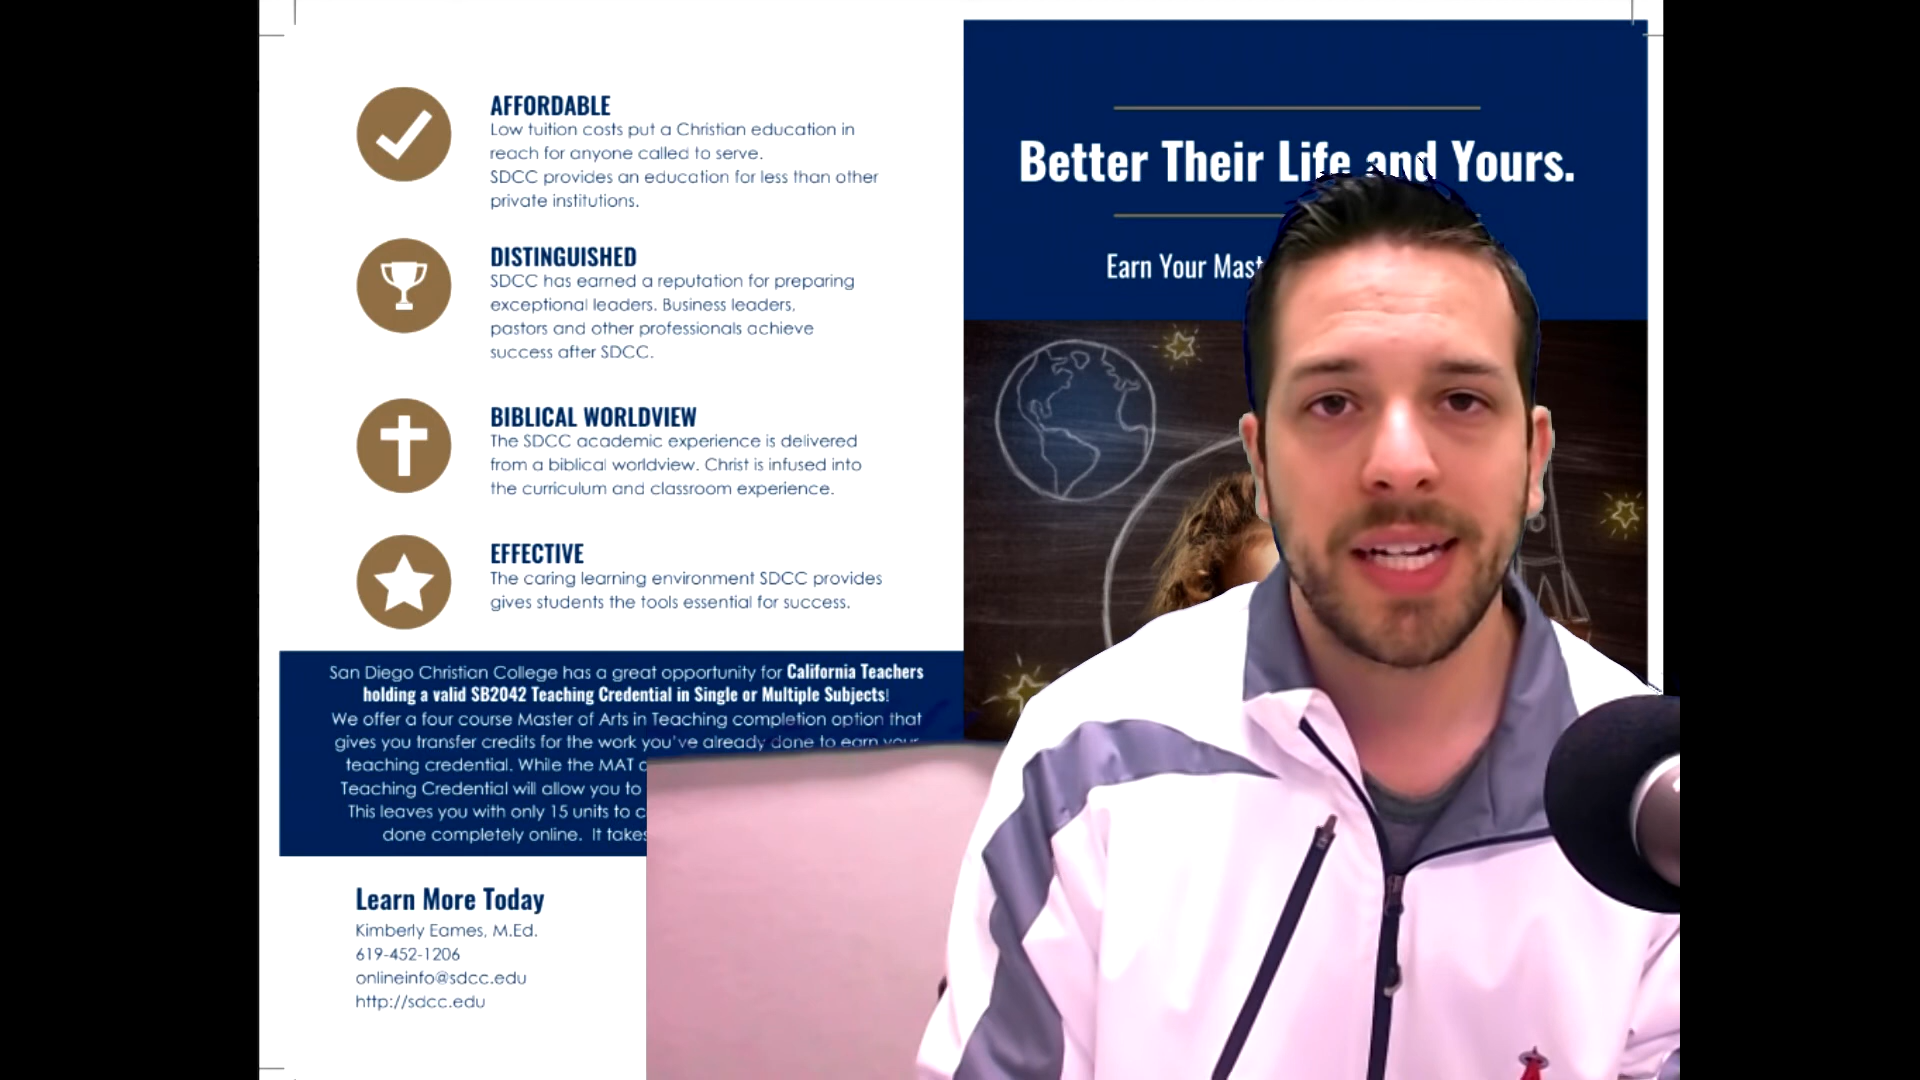 AFFORDABLE
Low tuition costs put a Christian education in
reach for anyone called to serve.
SDCC provides an education for less than other
private institutions.
DISTINGUISHED
SDCC has earned a reputation for preparing
exceptional leaders. Business leaders,
pastors and other professionals achieve
success after SDCC.
BIBLICAL WORLDVIEW
The SDCC academic experience is delivered
from a biblical worldview. Christ is infused into
the curriculum and classroom experience.
EFFECTIVE
The caring learning environment SDCC provides
gives students the tools essential for success.
San Diego Christian College has a great opportunity for California Teachers
holding a valid SB2042 Teaching Credential in Single or Multiple Subjects!
We offer a four course Master of Arts in Teaching completion option that
gives you transfer credits for the work you've already done to earn your
teaching credential. While the MAT
Teaching Credential will allow you to
This leaves you with only 15 units to
done completely online. It takes
Learn More Today
Kimberly Eames, M.Ed.
619-452-1206
onlineinfo@sdcc.edu
http://sdcc.edu
Better Their Life and Yours.
Earn Your